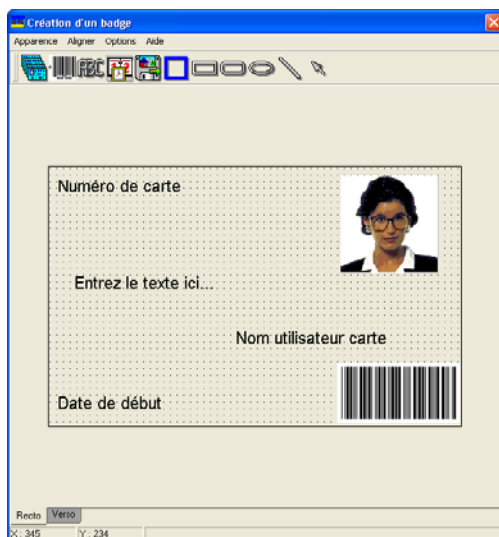 Création d'un badge
Apparence Aligner Options Aide
ABC
Numéro de carte
Entrez le texte ici...
Nom utilisateur carte
Date de début
Recto Verso
X : 345 Y : 234